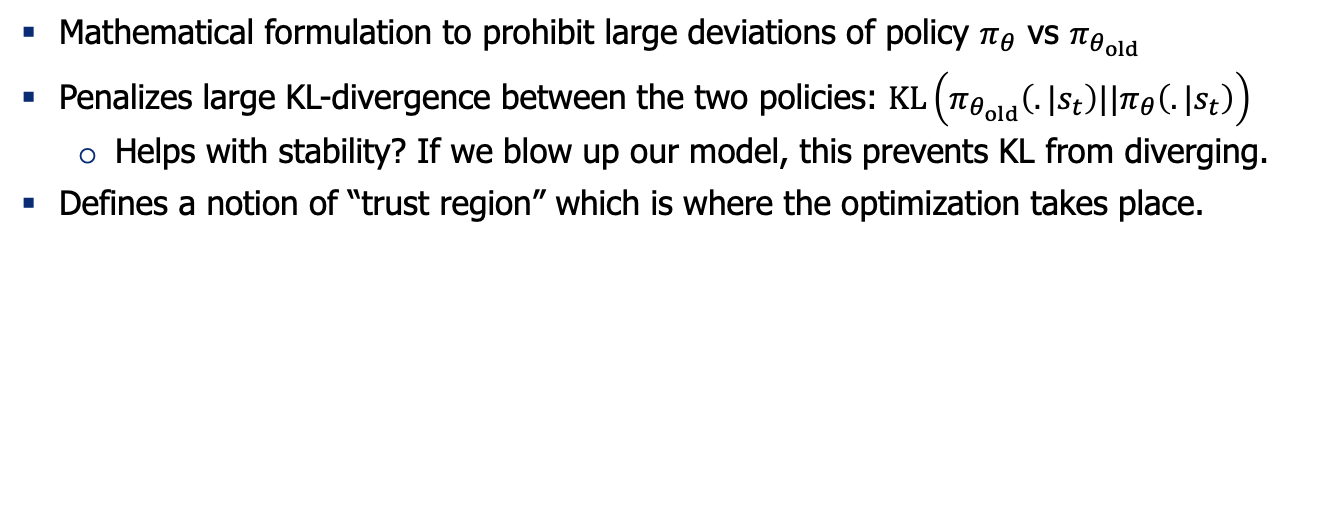 ▪ Mathematical formulation to prohibit large deviations of policy π_θ vs π_θ_old
▪ Penalizes large KL-divergence between the two policies: KL(π_θ_old(.|s_t)||π_θ(.|s_t))
o Helps with stability? If we blow up our model, this prevents KL from diverging.
▪ Defines a notion of “trust region” which is where the optimization takes place.